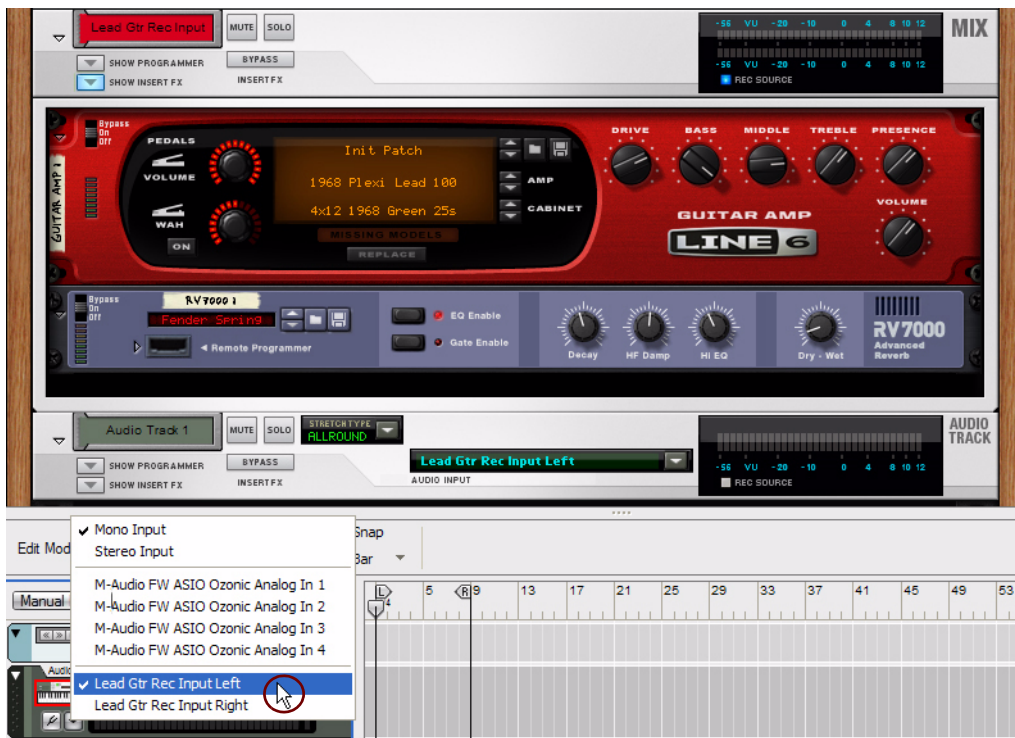 Lead Gtr Rec Input
MUTE
SOLO
-56 VU -20 -10 0 4 8 10 12
MIX
SHOW PROGRAMMER
BYPASS
-56 VU -20 -10 0 4 8 10 12
SHOW INSERT FX
INSERT FX
REC SOURCE
Bypass
On
Off
PEDALS
DRIVE
BASS
MIDDLE
TREBLE
PRESENCE
Init Patch
GUITAR AMP 1
VOLUME
1968 Plexi Lead 100
AMP
VOLUME
4x12 1968 Green 25s
CABINET
GUITAR AMP
WAH
MISSING MODELS
LINE 6
ON
REPLACE
Bypass
On
Off
RV7000 1
Fender Spring
EQ Enable
RV7000
Remote Programmer
Gate Enable
Decay
HF Damp
HI EQ
Dry - Wet
Advanced
Reverb
Audio Track 1
MUTE
SOLO
STRETCH TYPE
ALLROUND
AUDIO
TRACK
SHOW PROGRAMMER
BYPASS
Lead Gtr Rec Input Left
-56 VU -20 -10 0 4 8 10 12
SHOW INSERT FX
INSERT FX
AUDIO INPUT
REC SOURCE
Mono Input
Snap
Edit Mod
Stereo Input
Bar
M-Audio FW ASIO Ozonic Analog In 1
L 5 R 9 13 17 21 25 29 33 37 41 45 49 53
Manual
M-Audio FW ASIO Ozonic Analog In 2
4
M-Audio FW ASIO Ozonic Analog In 3
M-Audio FW ASIO Ozonic Analog In 4
Audio
Lead Gtr Rec Input Left
Lead Gtr Rec Input Right